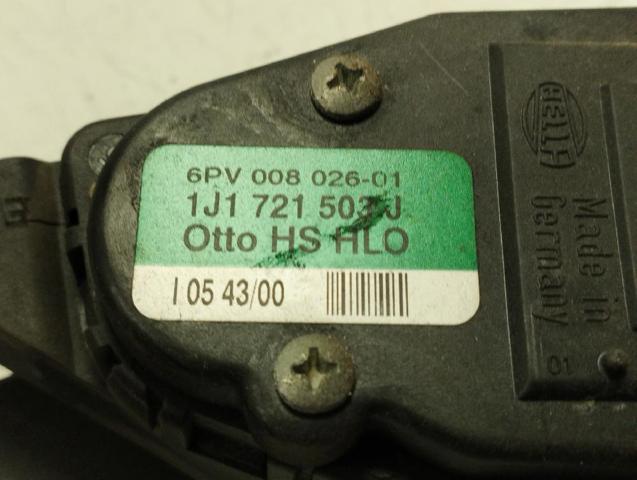 6PV 008 026-01
1J1 721 503 J
Otto HS HLO
I 05 43/00
HELLA
Made in
Germany
01